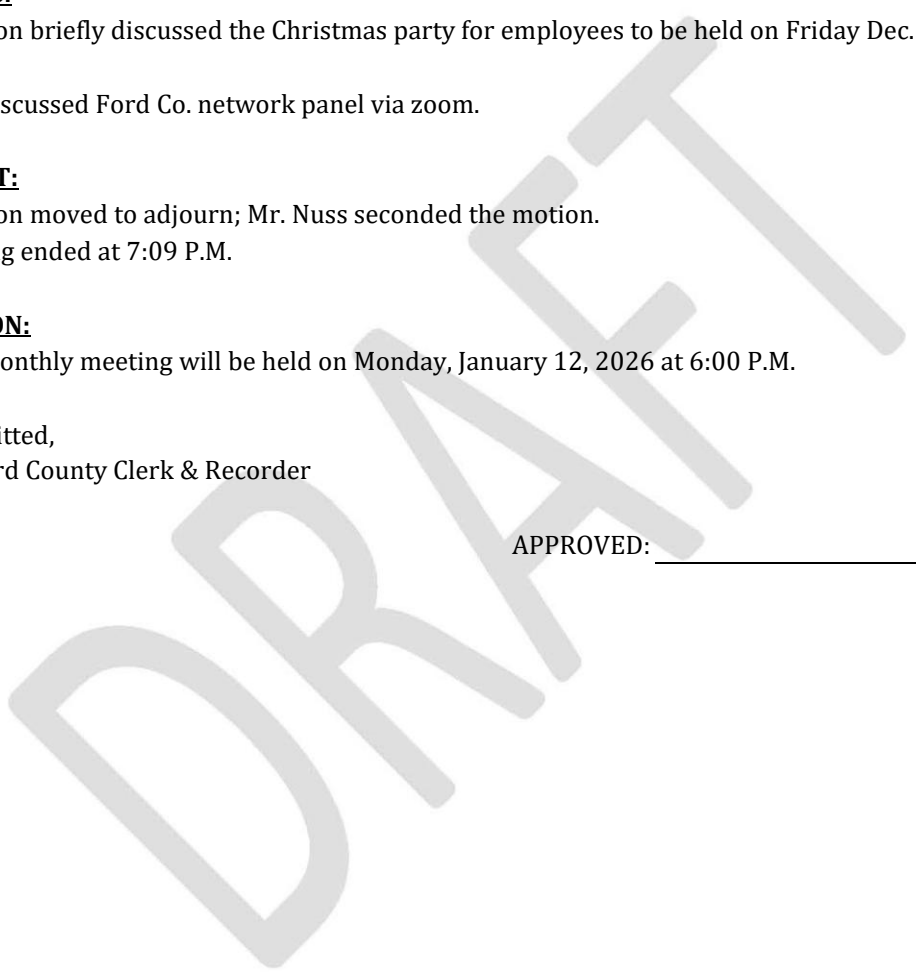 on briefly discussed the Christmas party for employees to be held on Friday Dec.
scussed Ford Co. network panel via zoom.
T:
on moved to adjourn; Mr. Nuss seconded the motion.
g ended at 7:09 P.M.
ON:
onthly meeting will be held on Monday, January 12, 2026 at 6:00 P.M.
itted,
rd County Clerk & Recorder
APPROVED:
DRAFT